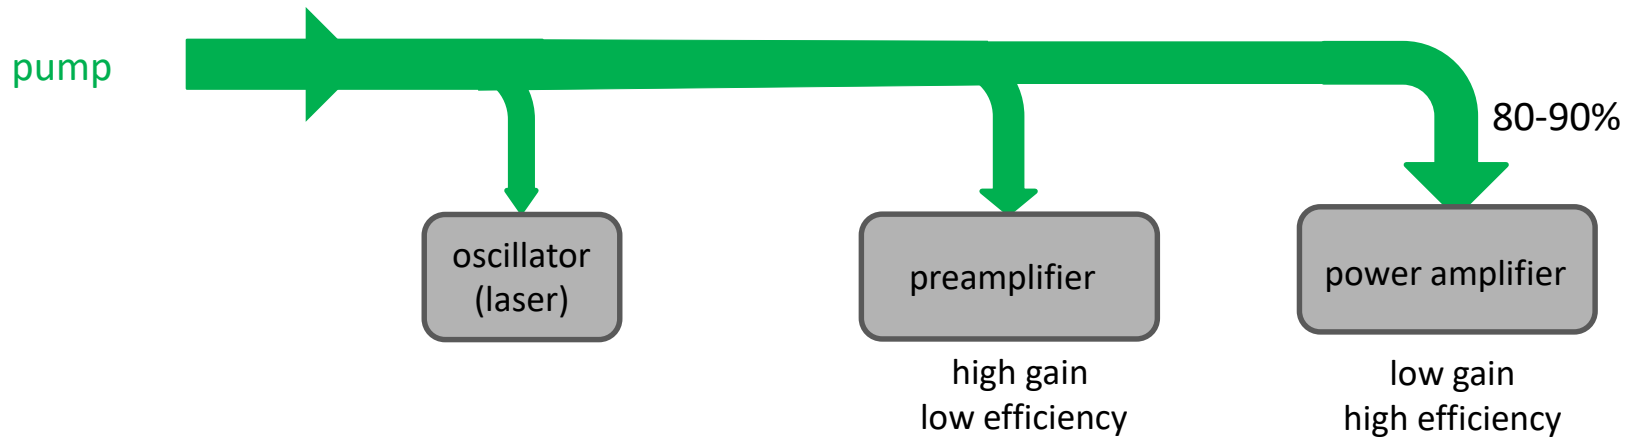 pump
80-90%
oscillator
(laser)
preamplifier
power amplifier
high gain
low efficiency
low gain
high efficiency